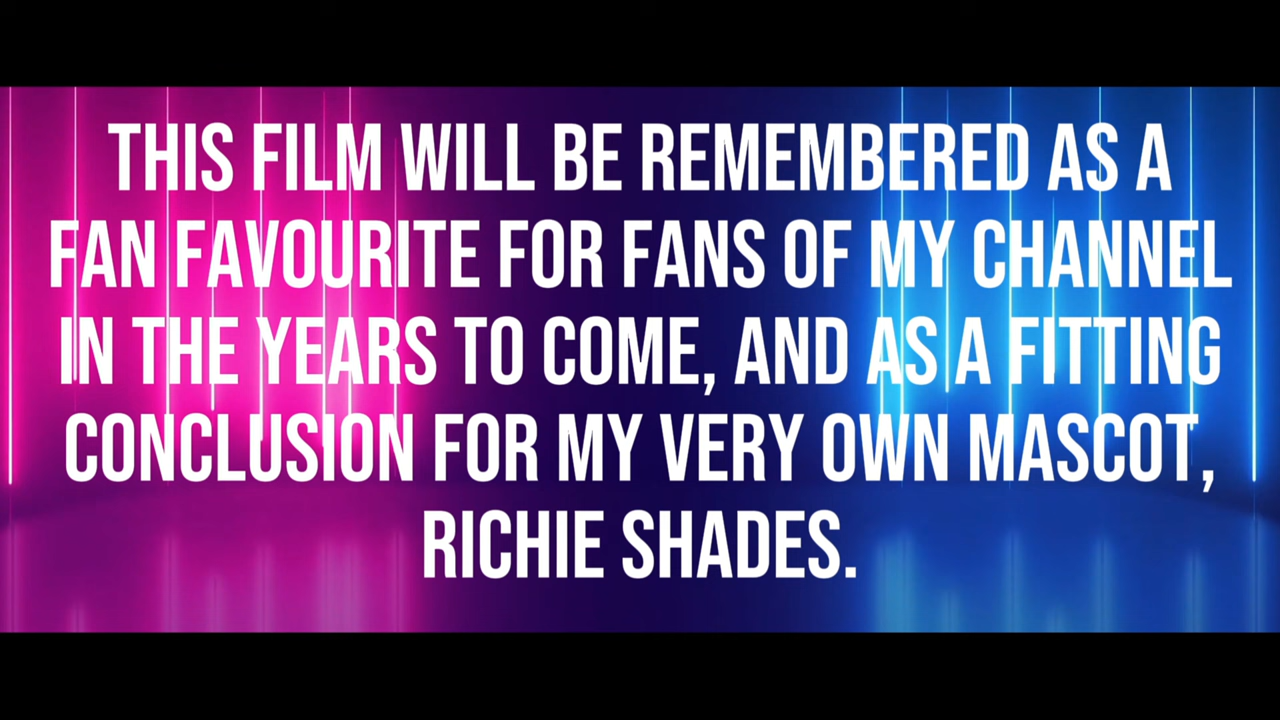 THIS FILM WILL BE REMEMBERED AS A
FAN FAVOURITE FOR FANS OF MY CHANNEL
IN THE YEARS TO COME, AND AS A FITTING
CONCLUSION FOR MY VERY OWN MASCOT,
RICHIE SHADES.